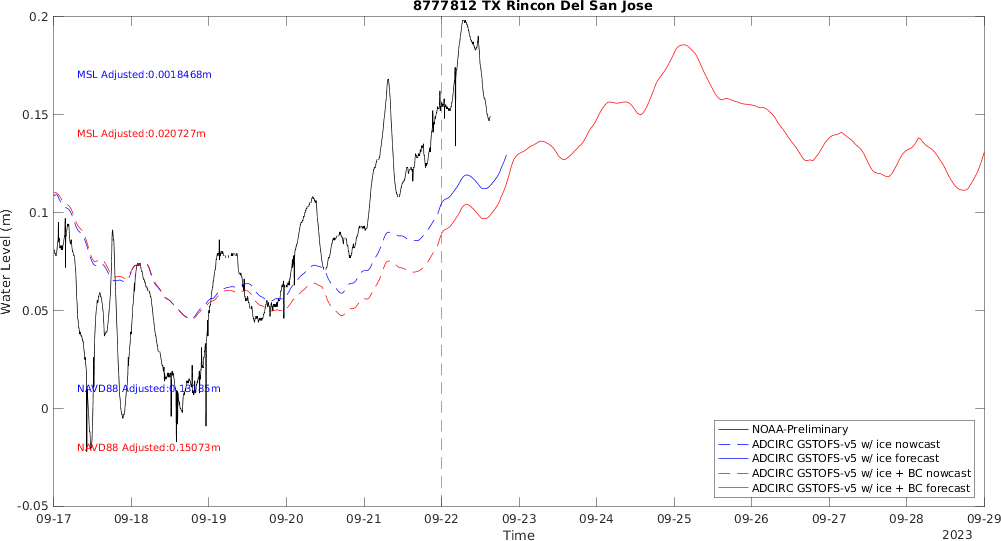 8777812 TX Rincon Del San Jose
Water Level (m)
0.2
0.15
0.1
0.05
0
-0.05
MSL Adjusted:0.0018468m
MSL Adjusted:0.020727m
NAVD88 Adjusted:
NAVD88 Adjusted:0.15073m
NOAA-Preliminary
ADCIRC GSTOFS-v5 w/ ice nowcast
ADCIRC GSTOFS-v5 w/ ice forecast
ADCIRC GSTOFS-v5 w/ ice + BC nowcast
ADCIRC GSTOFS-v5 w/ ice + BC forecast
09-17 09-18 09-19 09-20 09-21 09-22 09-23 09-24 09-25 09-26 09-27 09-28 09-29
Time
2023